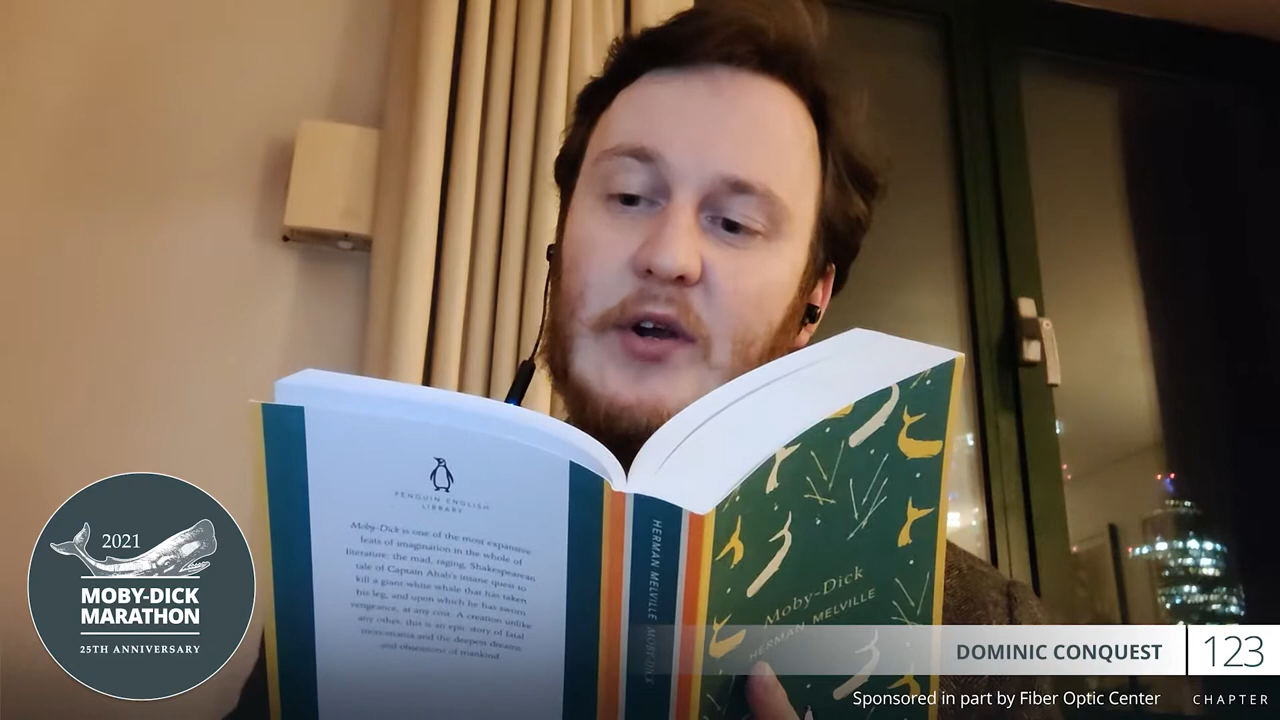 PENGUIN ENGLISH
LIBRARY
Moby-Dick is one of the most expansive
feats of imagination in the whole of
literature: the mad, raging, Shakespearean
tale of Captain Ahab's insane quest to
kill a giant white whale that has taken
his leg, and upon which he has sworn
vengeance, at any cost. A creation unlike
any other, this is an epic story of fatal
monomania and the deepest dreams
and obsessions of mankind.
HERMAN MELVILLE MOBY-DICK
Moby-Dick
HERMAN MELVILLE
2021
MOBY-DICK
MARATHON
25TH ANNIVERSARY
DOMINIC CONQUEST
123
Sponsored in part by Fiber Optic Center
CHAPTER